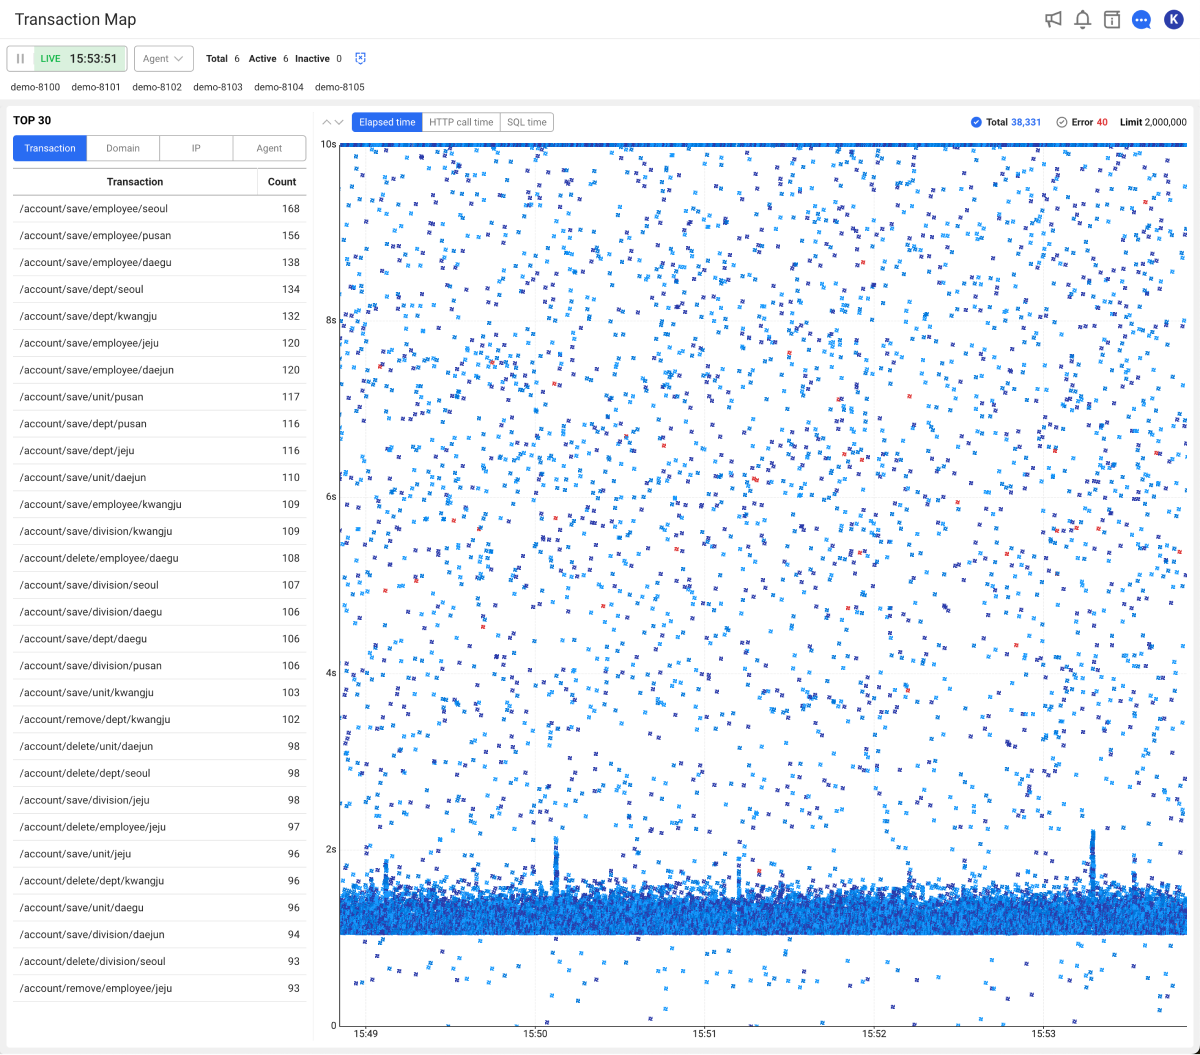 Transaction Map
K
LIVE 15:53:51 Agent Total 6 Active 6 Inactive 0
demo-8100 demo-8101 demo-8102 demo-8103 demo-8104 demo-8105
TOP 30
Transaction Domain IP Agent
Transaction Count
/account/save/employee/seoul 168
/account/save/employee/pusan 156
/account/save/employee/daegu 138
/account/save/dept/seoul 134
/account/save/dept/kwangju 132
/account/save/employee/jeju 120
/account/save/employee/daejun 120
/account/save/unit/pusan 117
/account/save/dept/pusan 116
/account/save/dept/jeju 116
/account/save/unit/daejun 110
/account/save/employee/kwangju 109
/account/save/division/kwangju 109
/account/delete/employee/daegu 108
/account/save/division/seoul 107
/account/save/division/daegu 106
/account/save/dept/daegu 106
/account/save/division/pusan 106
/account/save/unit/kwangju 103
/account/remove/dept/kwangju 102
/account/delete/unit/daejun 98
/account/delete/dept/seoul 98
/account/save/division/jeju 98
/account/delete/employee/jeju 97
/account/save/unit/jeju 96
/account/delete/dept/kwangju 96
/account/save/unit/daegu 96
/account/save/division/daejun 94
/account/delete/division/seoul 93
/account/remove/employee/jeju 93
Elapsed time HTTP call time SQL time
Total 38,331 Error 40 Limit 2,000,000
10s
8s
6s
4s
2s
0
15:49 15:50 15:51 15:52 15:53